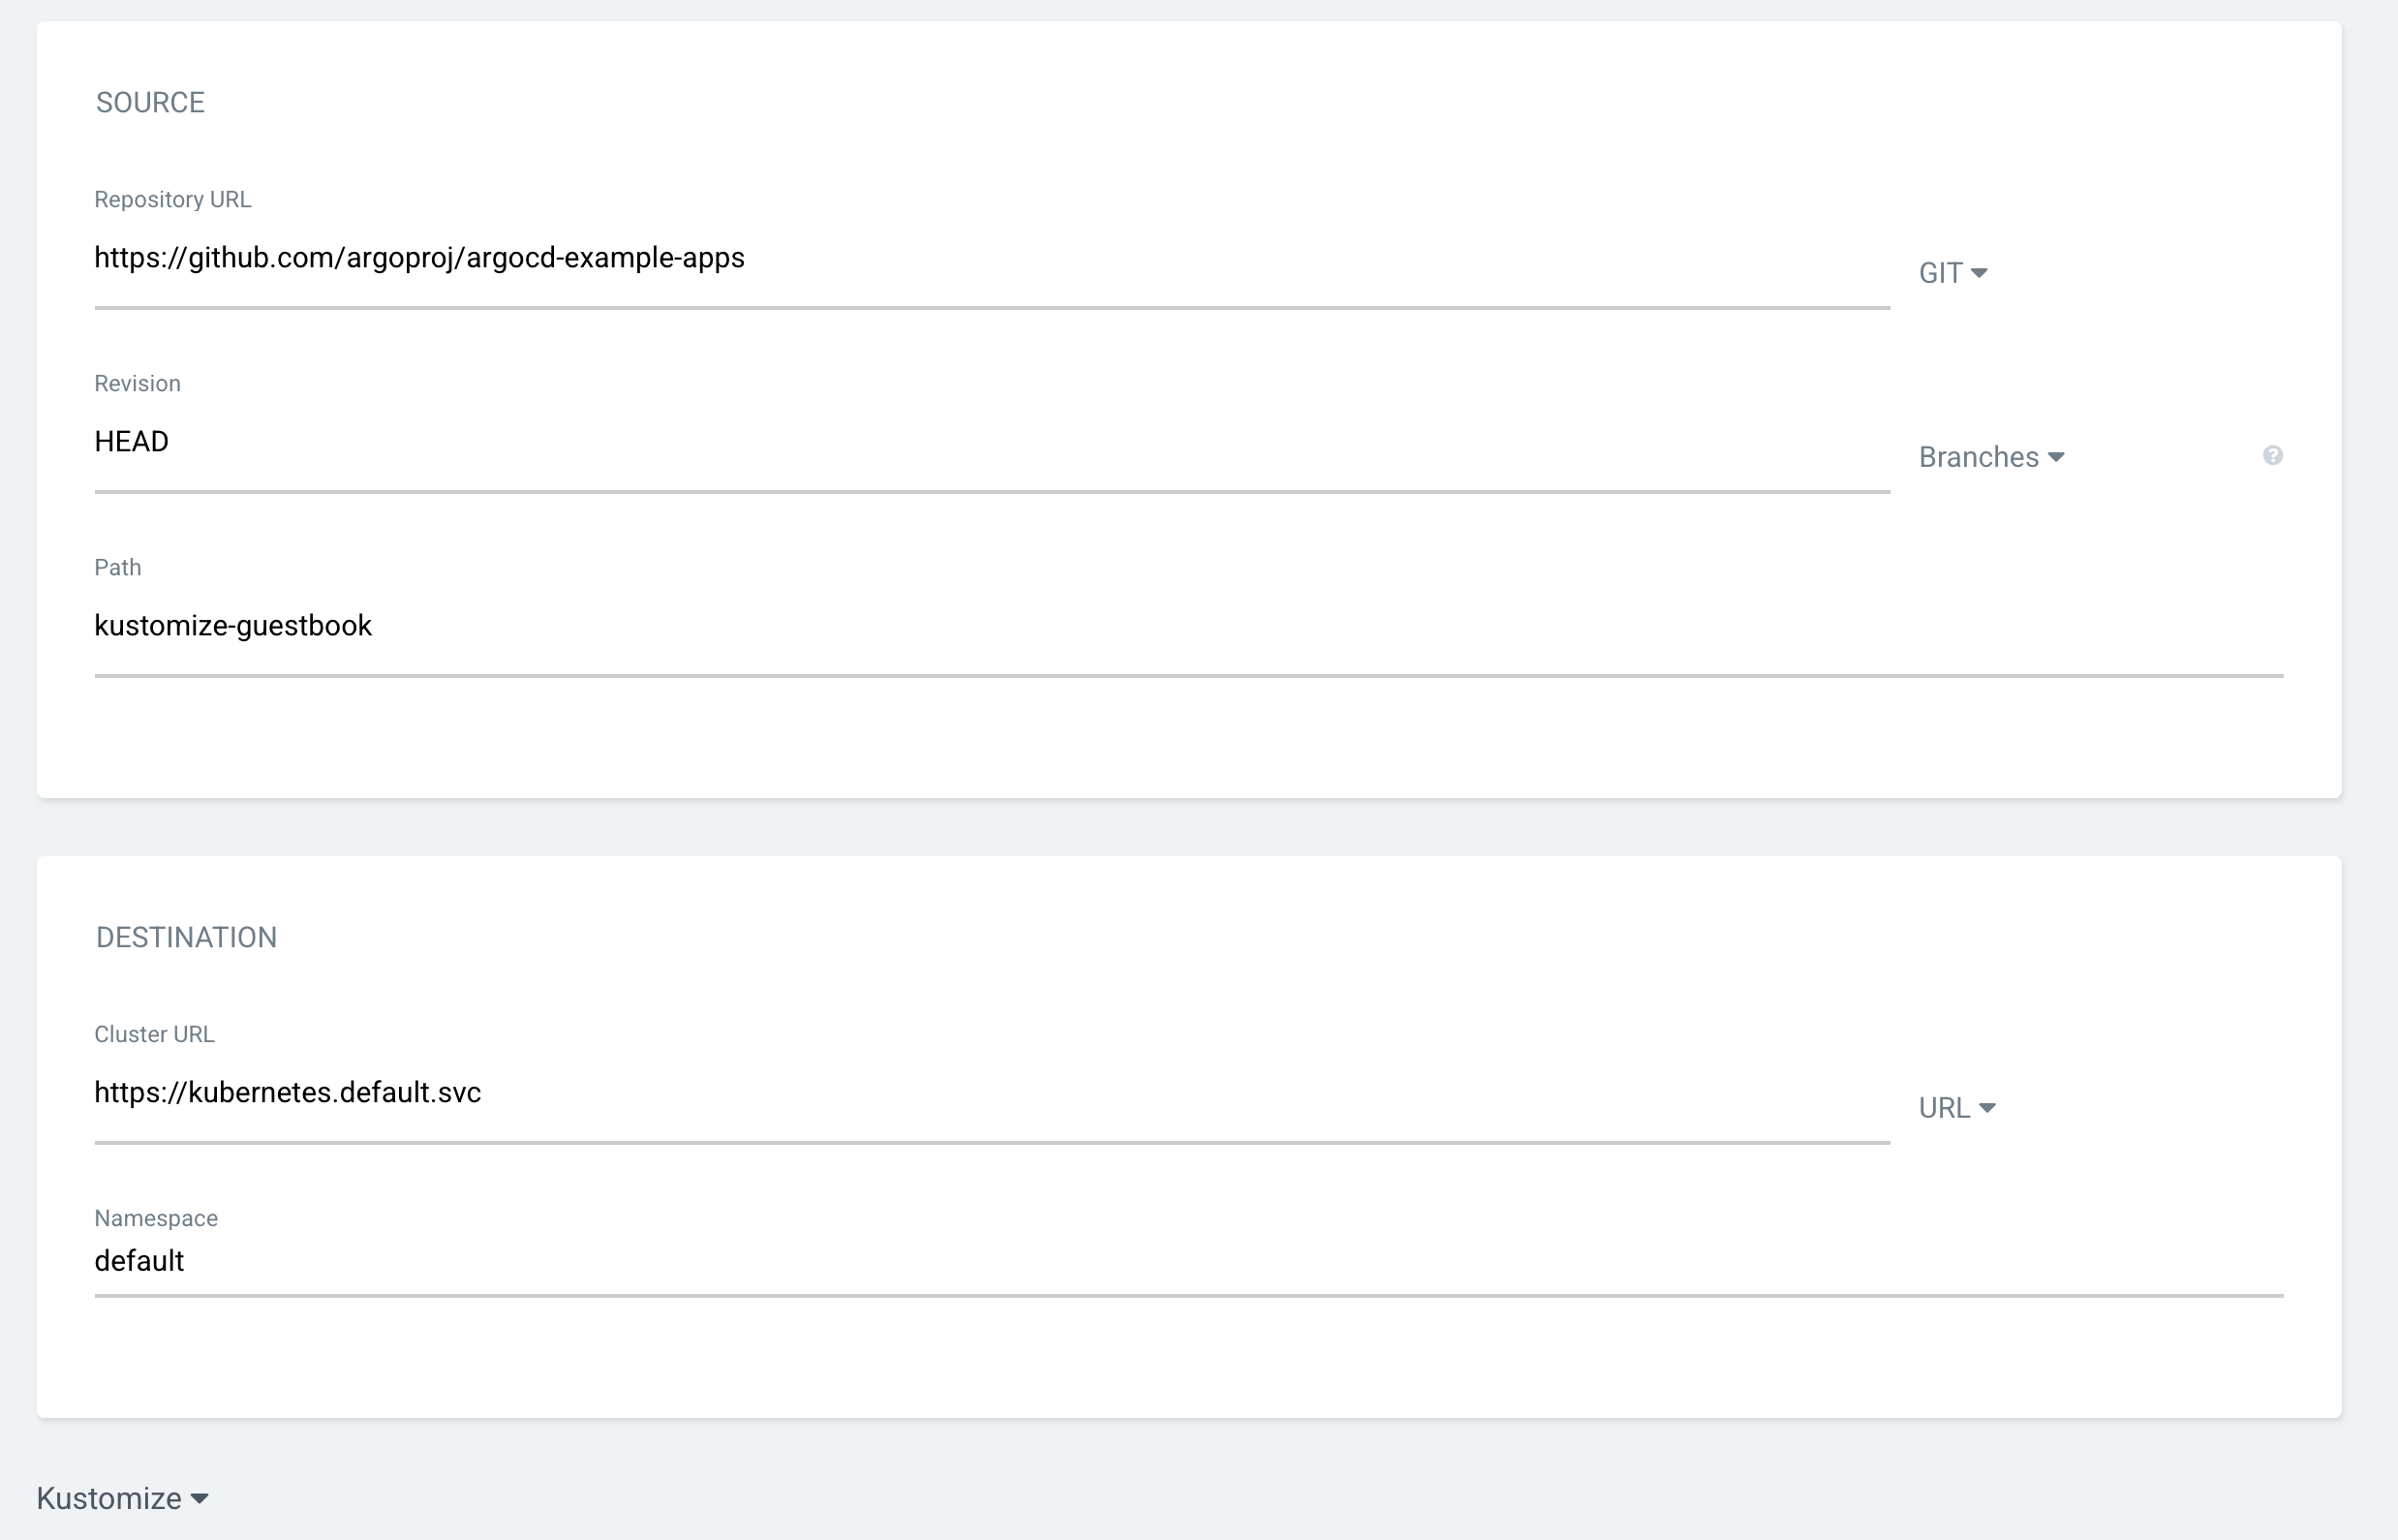 SOURCE
Repository URL
https://github.com/argoproj/argocd-example-apps
GIT
Revision
HEAD
Branches
?
Path
kustomize-guestbook
DESTINATION
Cluster URL
https://kubernetes.default.svc
URL
Namespace
default
Kustomize